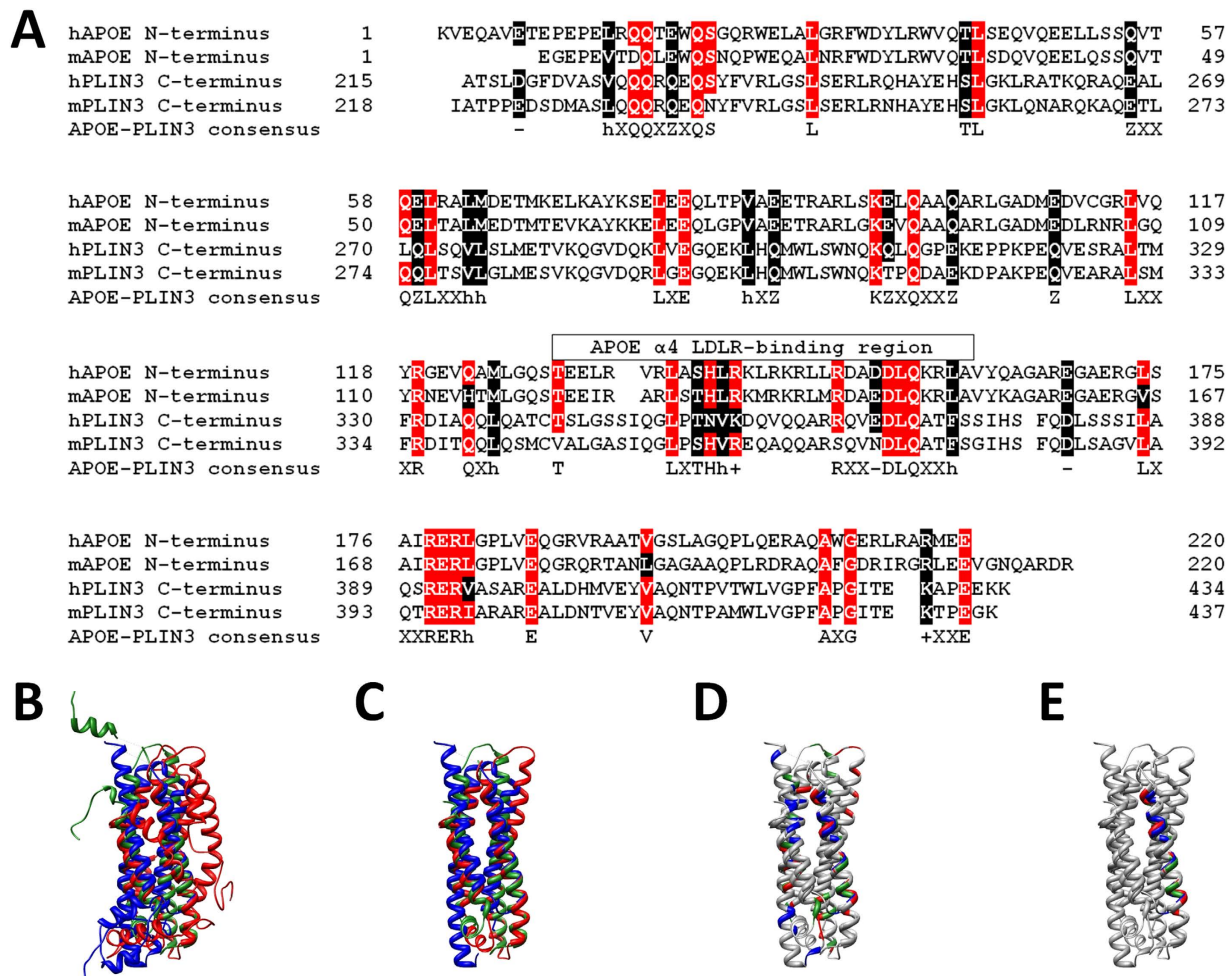 A
hAPOE N-terminus 1 KVEQAVETEPEPELRQQTEWQSGQRWELALGRFWDYLRWVQTLSEQVQEELLSSQVT 57
mAPOE N-terminus 1 EGEPEVTDQLEWQSNQPWEQALNRFWDYLRWVQTLSDQVQEELQSSQVT 49
hPLIN3 C-terminus 215 ATSLDGFDVASVQQRQEQSYFVRLGSLSERLRQHAYEHSLGKLRATKQRAQEAL 269
mPLIN3 C-terminus 218 IATPPEDSDMASLQQQRQEQNYFVRLGSLSERLRNHAYEHSLGKLQNARQKAQETL 273
APOE-PLIN3 consensus - hXQQXZXQS L TL ZXX
hAPOE N-terminus 58 QELRALMDETMKELKAYKSELEEQLTPVAEETRARLSKELQAAQARLGADMEDVCGRLVQ 117
mAPOE N-terminus 50 QELTALMEDTMTEVKAYKKELEEQLGPVAEETRARLGKEVQAAQARLGADMEDLRNRLGQ 109
hPLIN3 C-terminus 270 LQLSQVLSLMETVKQGVDQKLVEGQEKLHQMWLSWNQKQLQGPEKEPPKPEQVESRALTM 329
mPLIN3 C-terminus 274 QQLTSVLGLMESVKQGVDQRLGEGQEKLHQMWLSWNQKTPQDAEKDPAKPEQVEARALSM 333
APOE-PLIN3 consensus QZLXXhh LXE hXZ KZXQXXZ Z LXX
APOE α4 LDLR-binding region
hAPOE N-terminus 118 YRGEVQAMLGQSTEELR VRLASHLRKLRKRLLRDADDLQKRLAVYQAGAREGAERGLS 175
mAPOE N-terminus 110 YRNEVHTMLGQSTEEIR ARLSTHLRKMRKRLMRDAEDLQKRLAVYKAGAREGAERGVS 167
hPLIN3 C-terminus 330 FRDIAQQLQATCTSLGSSIQGLPTNVKDQVQQARRQVEDLQATFSSIHS FQDLSSSILA 388
mPLIN3 C-terminus 334 FRDITQQLQSMCVALGASIQGLPSHVREQAQQARSQVNDLQATFSGIHS FQDLSAGVLA 392
APOE-PLIN3 consensus XR QXh T LXTHh+ RXX-DLQXXh - LX
hAPOE N-terminus 176 AIRERLGPLVEQGRVRAATVGSLAGQPLQERAQAWGERLRARMEE 220
mAPOE N-terminus 168 AIRERLGPLVEQGRQRTANLGAGAAQPLRDRAQAFGDRIRGRLEEVGNQARDR 220
hPLIN3 C-terminus 389 QSRERVASAREALDHMVEYVAQNTPVTWLVGPFAPGITE KAPEEKK 434
mPLIN3 C-terminus 393 QTRERIARAREALDNTVEYVAQNTPAMWLVGPFAPGITE KTPEGK 437
APOE-PLIN3 consensus XXRERh E V AXG +XXE
B C D E